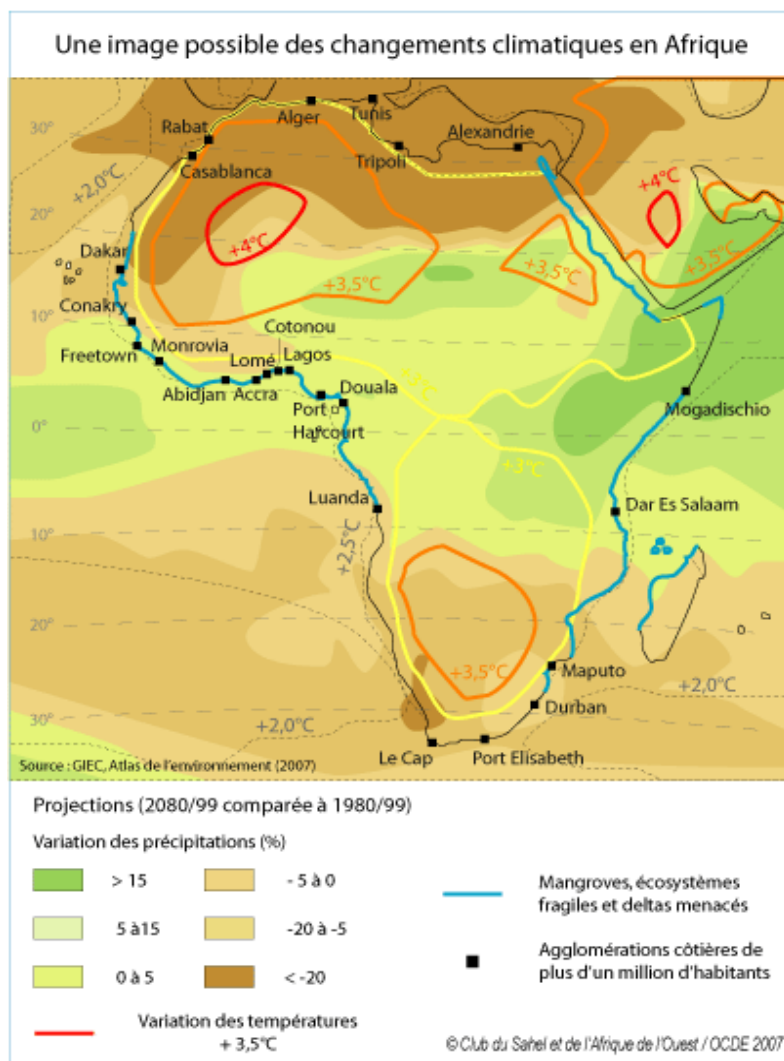 Une image possible des changements climatiques en Afrique
30°
Alger
Tunis
Rabat
Alexandrie
Tripoli
Casablanca
+2,0°C
+4°C
20°
+4°C
Dakar
+3,5°C
+3,5°C
+3,5°C
Conakry
10°
Cotonou
Freetown
Monrovia
Lomé
Lagos
Abidjan
Accra
Douala
+3°C
Port
Harcourt
Mogadischio
0°
+3°C
Luanda
Dar Es Salaam
10°
+2,5°C
20°
+3,5°C
Maputo
+2,0°C
Durban
30°
+2,0°C
Le Cap
Port Elisabeth
Source : GIEC, Atlas de l'environnement (2007)
Projections (2080/99 comparée à 1980/99)
Variation des précipitations (%)
> 15
- 5 à 0
5 à15
-20 à -5
0 à 5
< -20
Variation des températures
+ 3,5°C
Mangroves, écosystèmes
fragiles et deltas menacés
Agglomérations côtières de
plus d'un million d'habitants
© Club du Sahel et de l'Afrique de l'Ouest / OCDE 2007